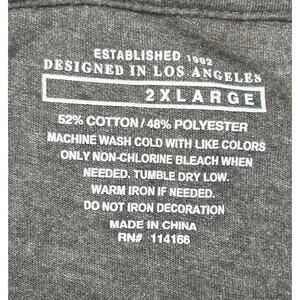 ESTABLISHED 1962
DESIGNED IN LOS ANGELES
2XLARGE
52% COTTON / 48% POLYESTER
MACHINE WASH COLD WITH LIKE COLORS
ONLY NON-CHLORINE BLEACH WHEN
NEEDED. TUMBLE DRY LOW.
WARM IRON IF NEEDED.
DO NOT IRON DECORATION
MADE IN CHINA
RN# 114166